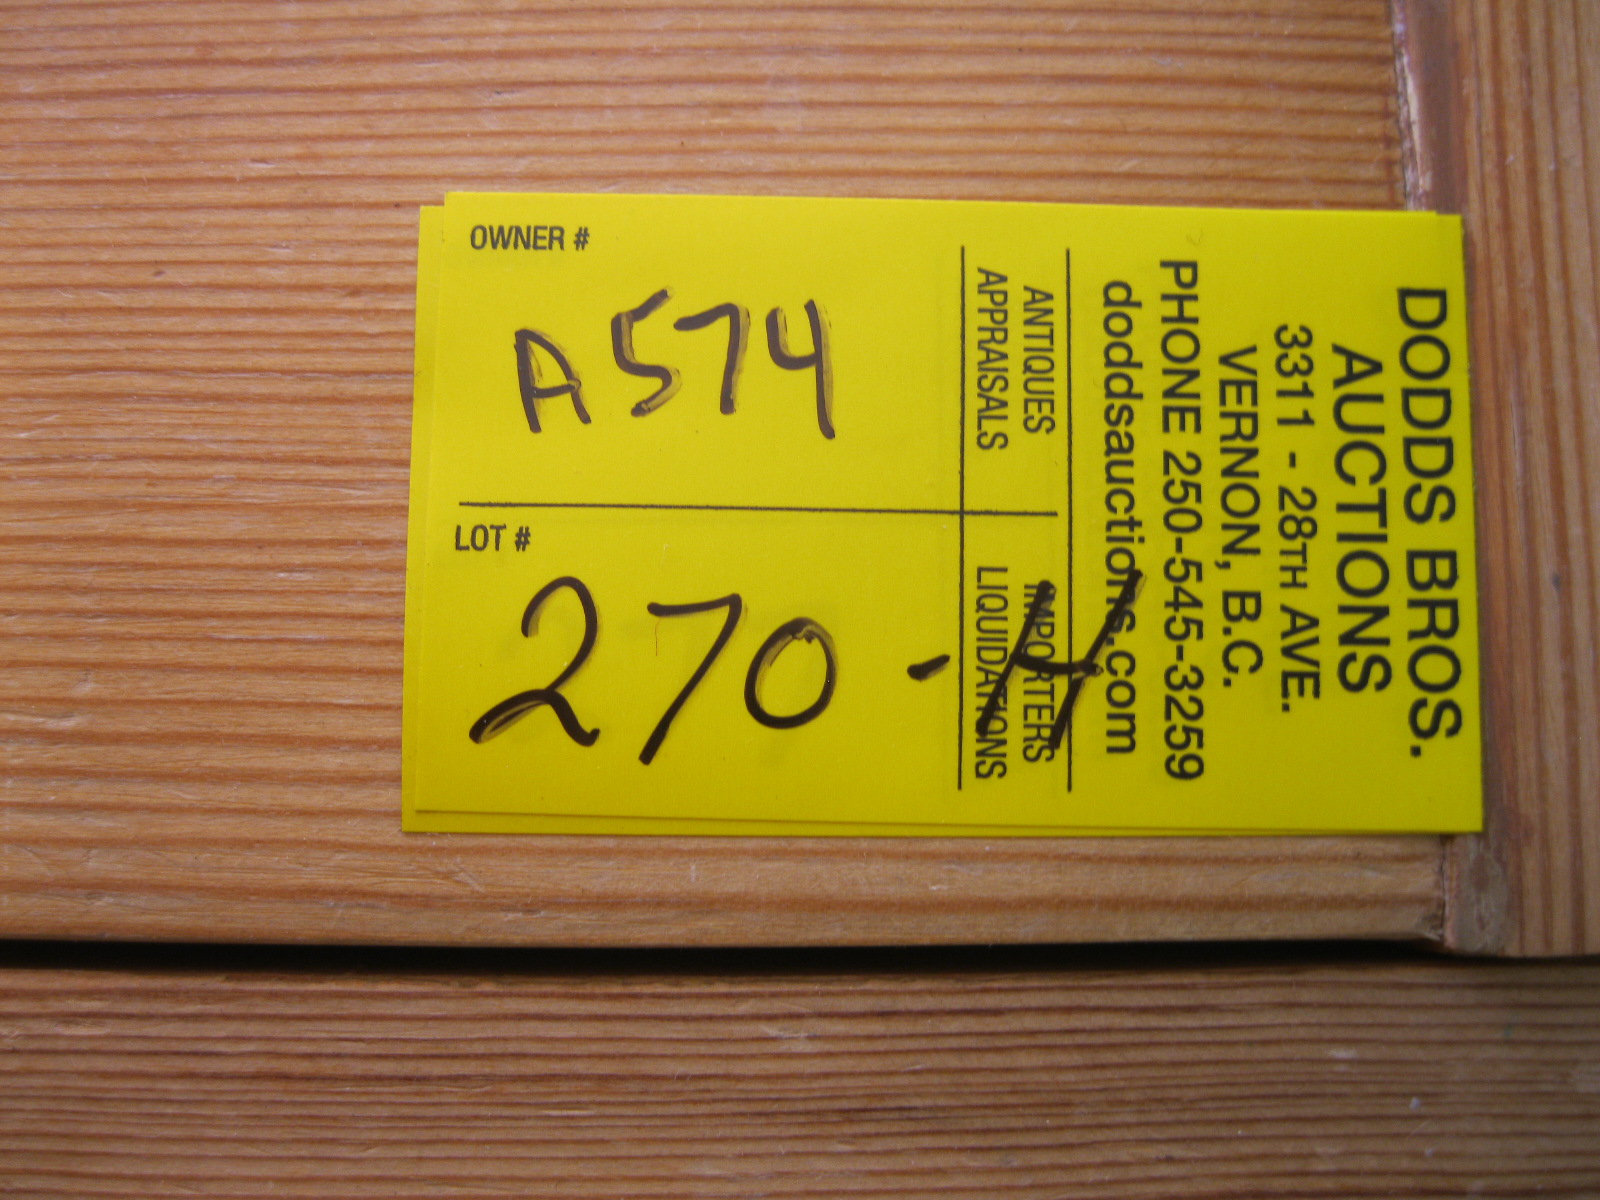 DODDS BROS.
AUCTIONS
3311 - 28TH AVE.
VERNON, B.C.
PHONE 250-545-3259
doddsauctions.com
ANTIQUES IMPORTERS
APPRAISALS LIQUIDATIONS
OWNER #
A574
LOT #
270-H